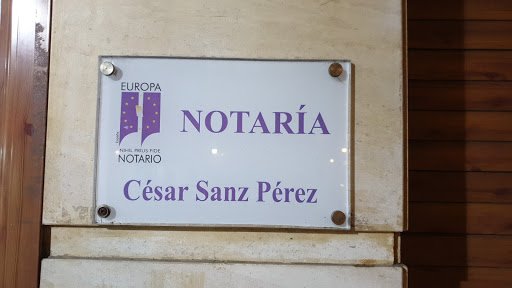 EUROPA
NIHIL PRIUS FIDE
NOTARIO
NOTARÍA
César Sanz Pérez